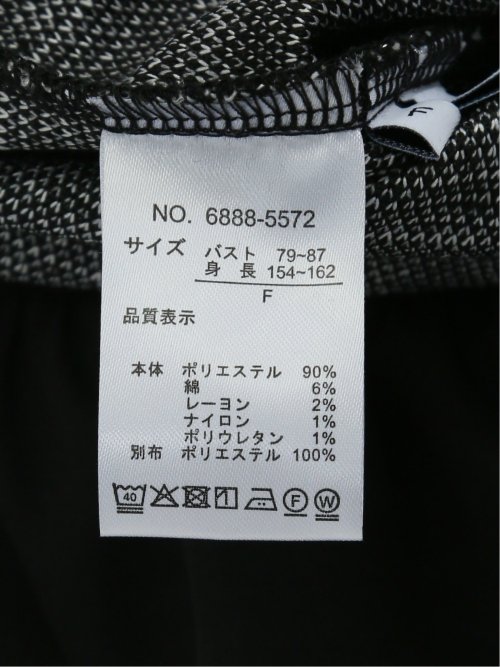 NO. 6888-5572
サイズ バスト 79~87
身 長 154~162
F
品質表示
本体 ポリエステル 90%
綿 6%
レーヨン 2%
ナイロン 1%
ポリウレタン 1%
別布 ポリエステル 100%
40 1 F W
F